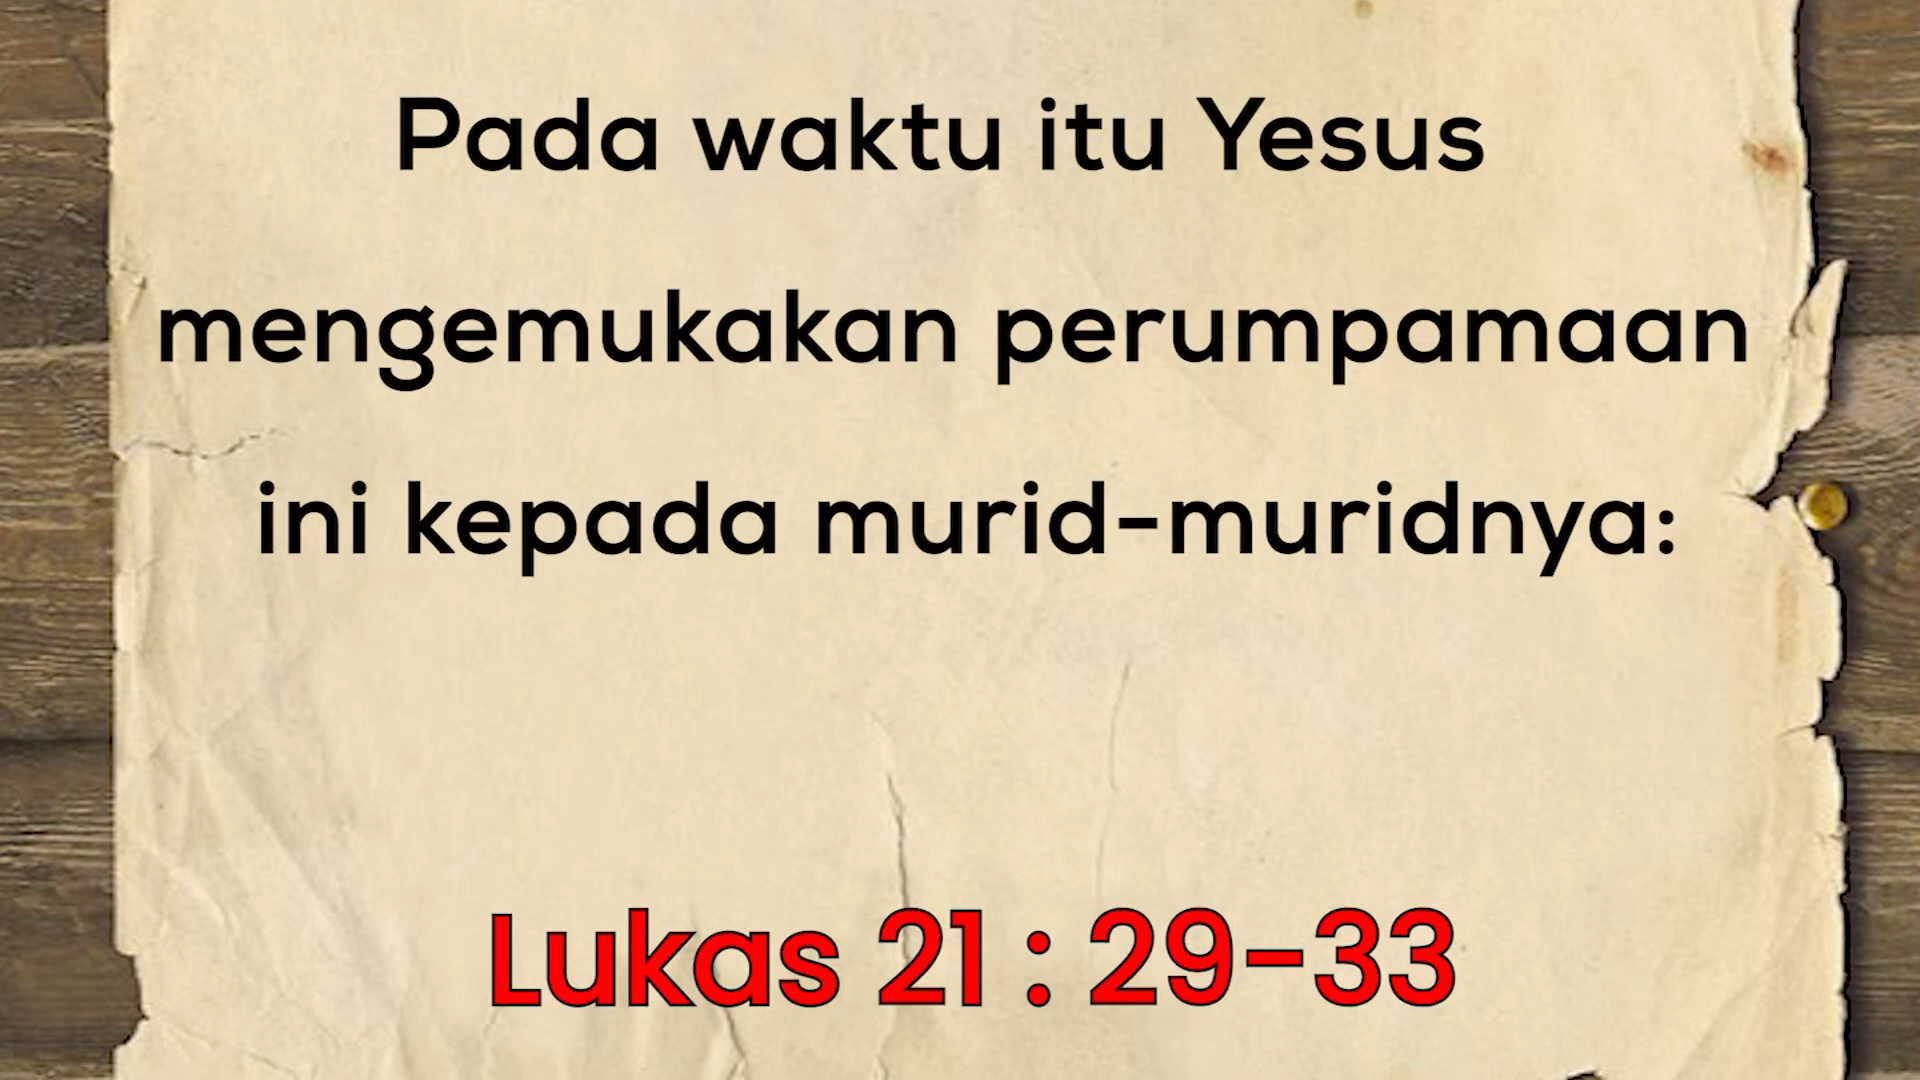 Pada waktu itu Yesus
mengemukakan perumpamaan
ini kepada murid-muridnya:
Lukas 21 : 29-33